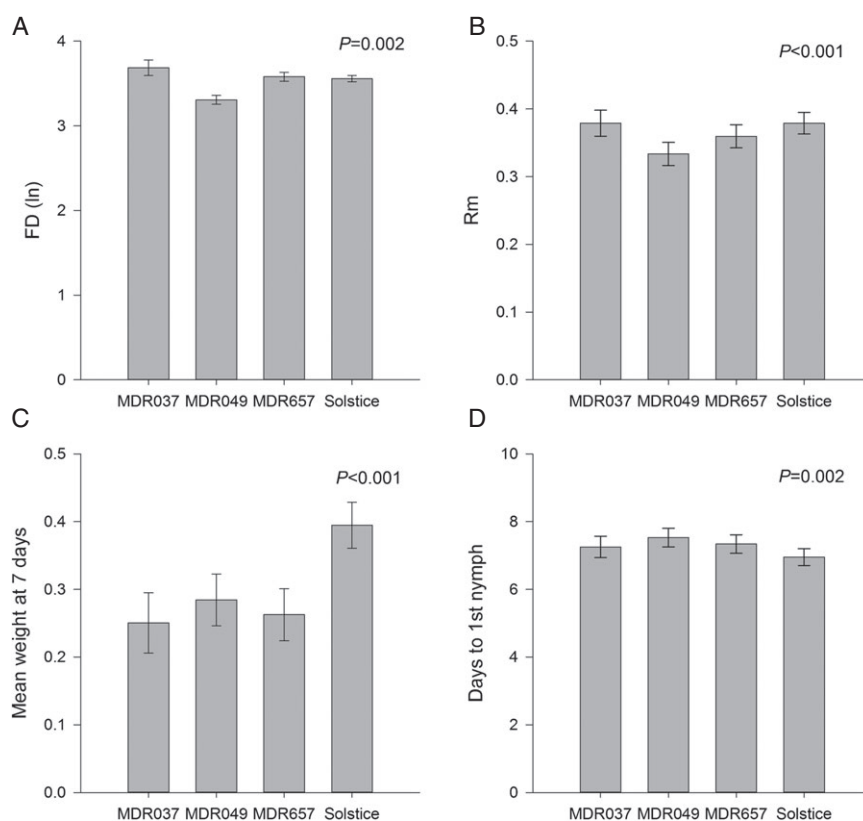 A
P=0.002
4
3
2
1
0
FD (ln)
MDR037 MDR049 MDR657 Solstice
B
P<0.001
0.5
0.4
0.3
0.2
0.1
0.0
Rm
MDR037 MDR049 MDR657 Solstice
C
P<0.001
0.5
0.4
0.3
0.2
0.1
0.0
Mean weight at 7 days
MDR037 MDR049 MDR657 Solstice
D
P=0.002
10
8
6
4
2
0
Days to 1st nymph
MDR037 MDR049 MDR657 Solstice